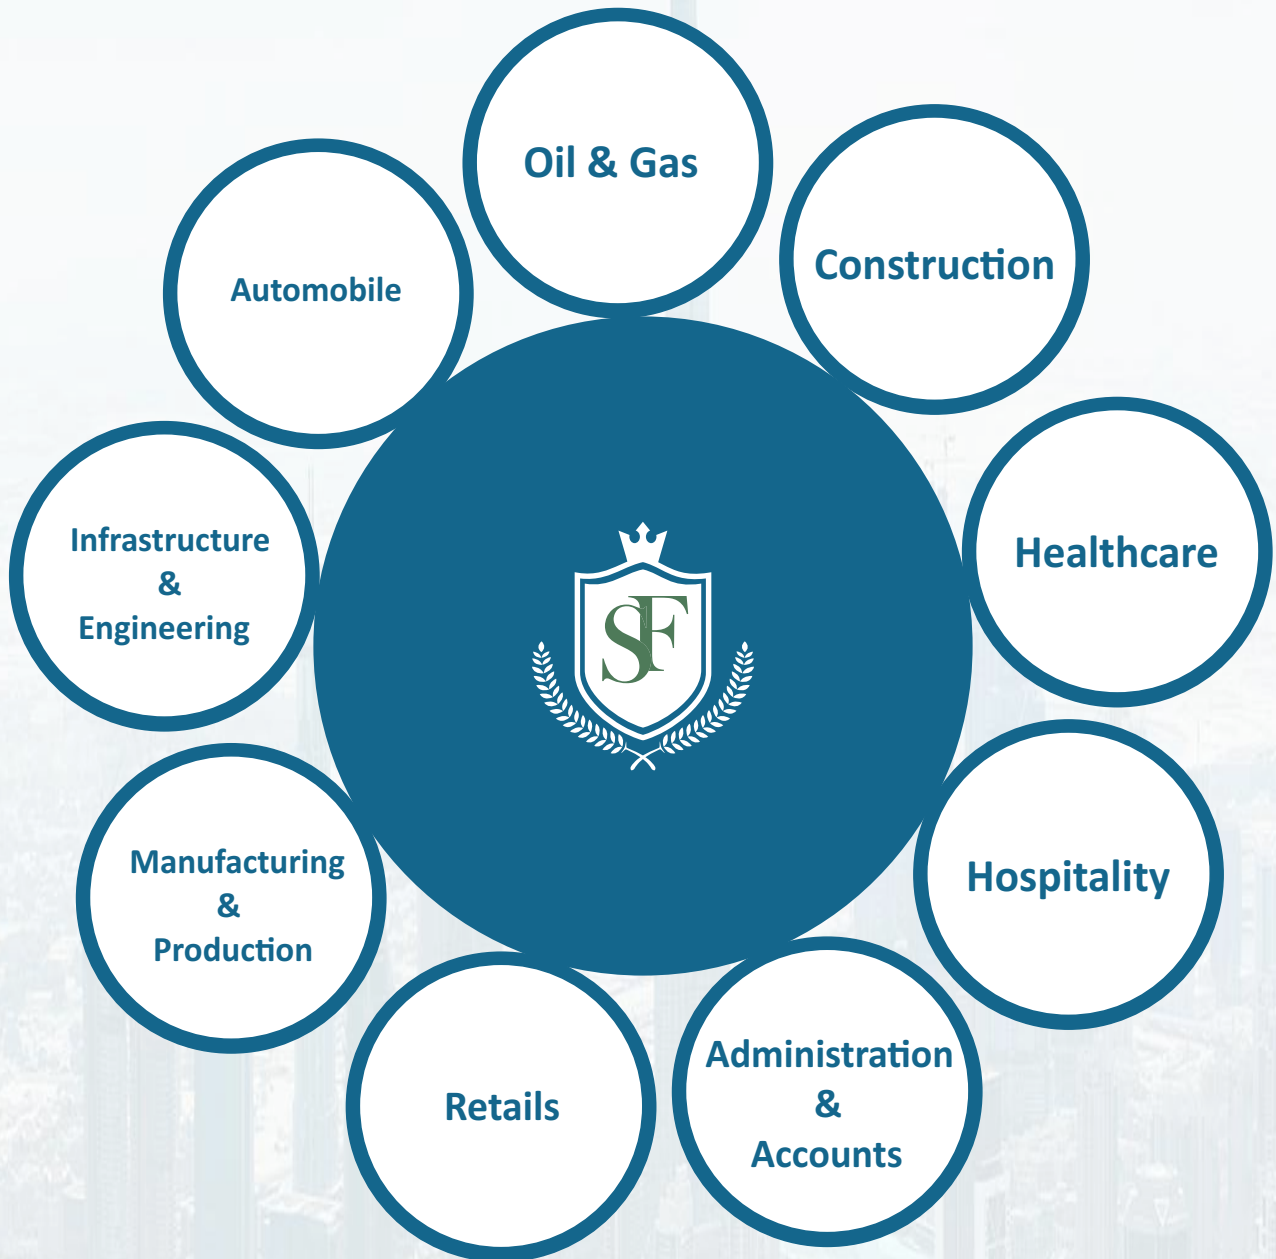 Oil & Gas
Construction
Healthcare
Hospitality
Administration
&
Accounts
Retails
Manufacturing
&
Production
Infrastructure
&
Engineering
Automobile
SF